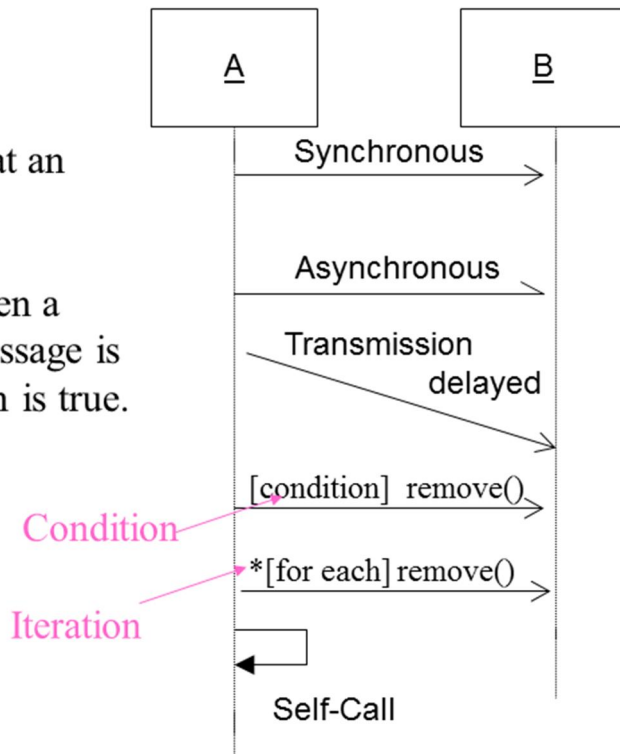 A
B
at an
Synchronous
Asynchronous
en a
ssage is
n is true.
Transmission
delayed
[condition] remove()
Condition
*[for each] remove()
Iteration
Self-Call